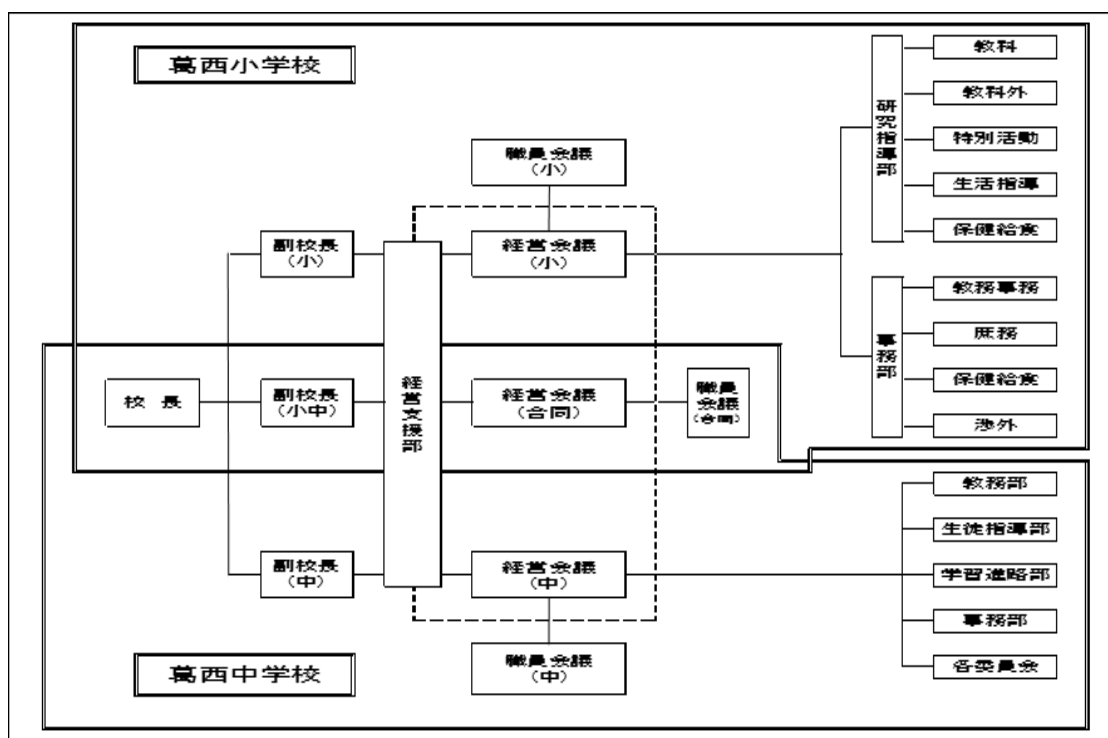 葛西小学校
教科
教科外
研究指導部
特別活動
職員会議
(小)
生活指導
副校長
(小)
経営会議
(小)
保健給食
教務事務
事務部
庶務
校長
副校長
(小中)
経営支援部
経営会議
(合同)
職員
会議
(合同)
保健給食
渉外
教務部
生徒指導部
副校長
(中)
経営会議
(中)
学習進路部
事務部
葛西中学校
職員会議
(中)
各委員会